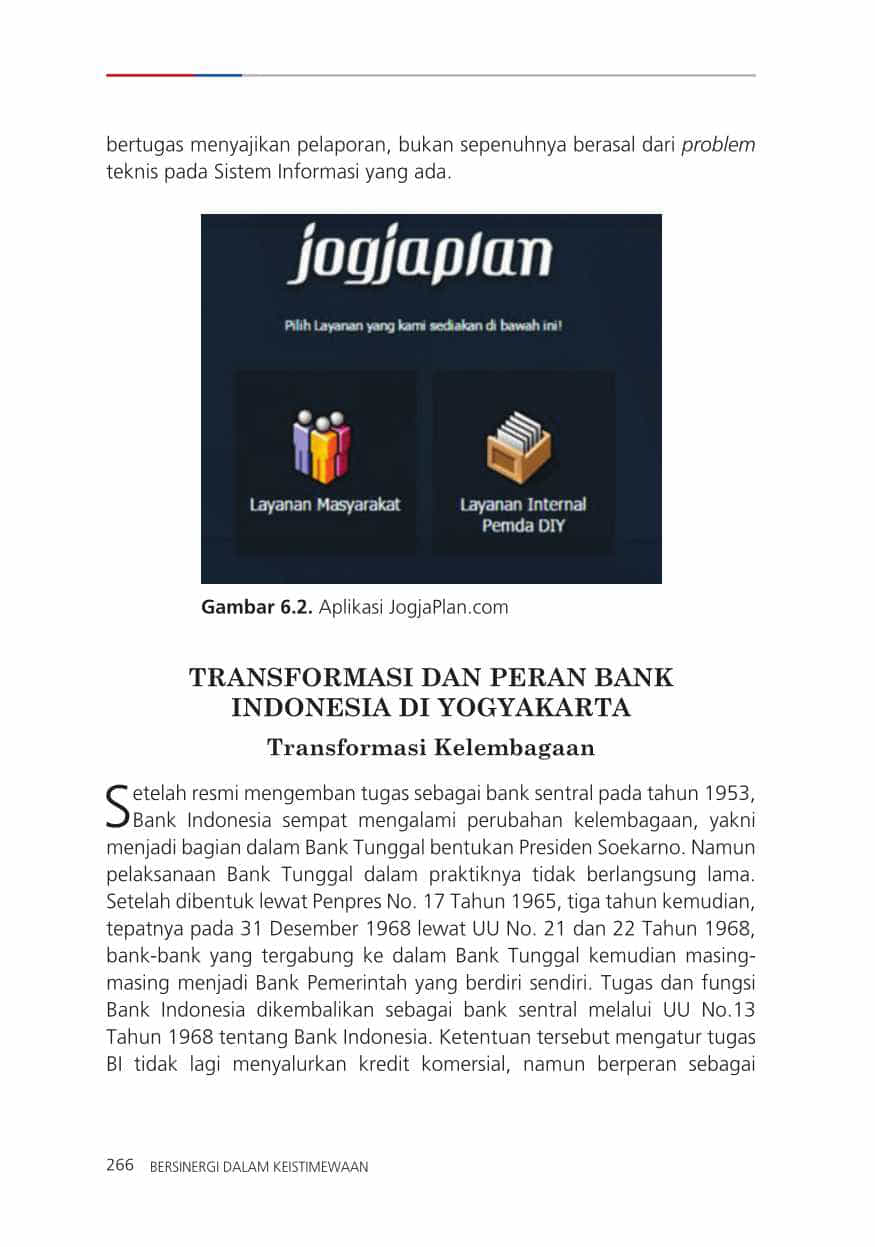 bertugas menyajikan pelaporan, bukan sepenuhnya berasal dari problem
teknis pada Sistem Informasi yang ada.
jogjaplan
Pilih Layanan yang kami sediakan di bawah ini!
Layanan Masyarakat
Layanan Internal
Pemda DIY
Gambar 6.2. Aplikasi JogjaPlan.com
TRANSFORMASI DAN PERAN BANK
INDONESIA DI YOGYAKARTA
Transformasi Kelembagaan
Setelah resmi mengemban tugas sebagai bank sentral pada tahun 1953,
Bank Indonesia sempat mengalami perubahan kelembagaan, yakni
menjadi bagian dalam Bank Tunggal bentukan Presiden Soekarno. Namun
pelaksanaan Bank Tunggal dalam praktiknya tidak berlangsung lama.
Setelah dibentuk lewat Penpres No. 17 Tahun 1965, tiga tahun kemudian,
tepatnya pada 31 Desember 1968 lewat UU No. 21 dan 22 Tahun 1968,
bank-bank yang tergabung ke dalam Bank Tunggal kemudian masing-
masing menjadi Bank Pemerintah yang berdiri sendiri. Tugas dan fungsi
Bank Indonesia dikembalikan sebagai bank sentral melalui UU No.13
Tahun 1968 tentang Bank Indonesia. Ketentuan tersebut mengatur tugas
BI tidak lagi menyalurkan kredit komersial, namun berperan sebagai
266 BERSINERGI DALAM KEISTIMEWAAN